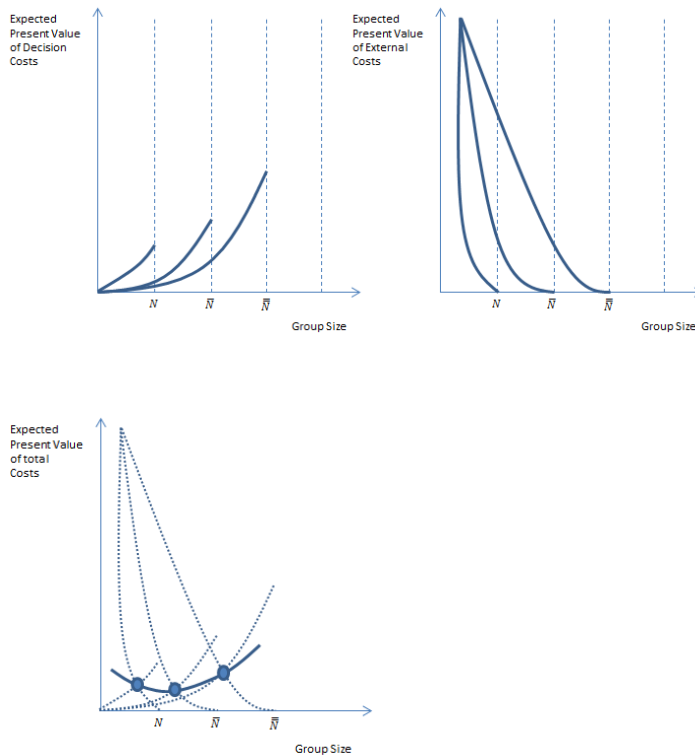 Expected
Present Value
of Decision
Costs
N
N̅
N̿
Group Size
Expected
Present Value
of External
Costs
N
N̅
N̿
Group Size
Expected
Present Value
of total
Costs
N
N̅
N̿
Group Size